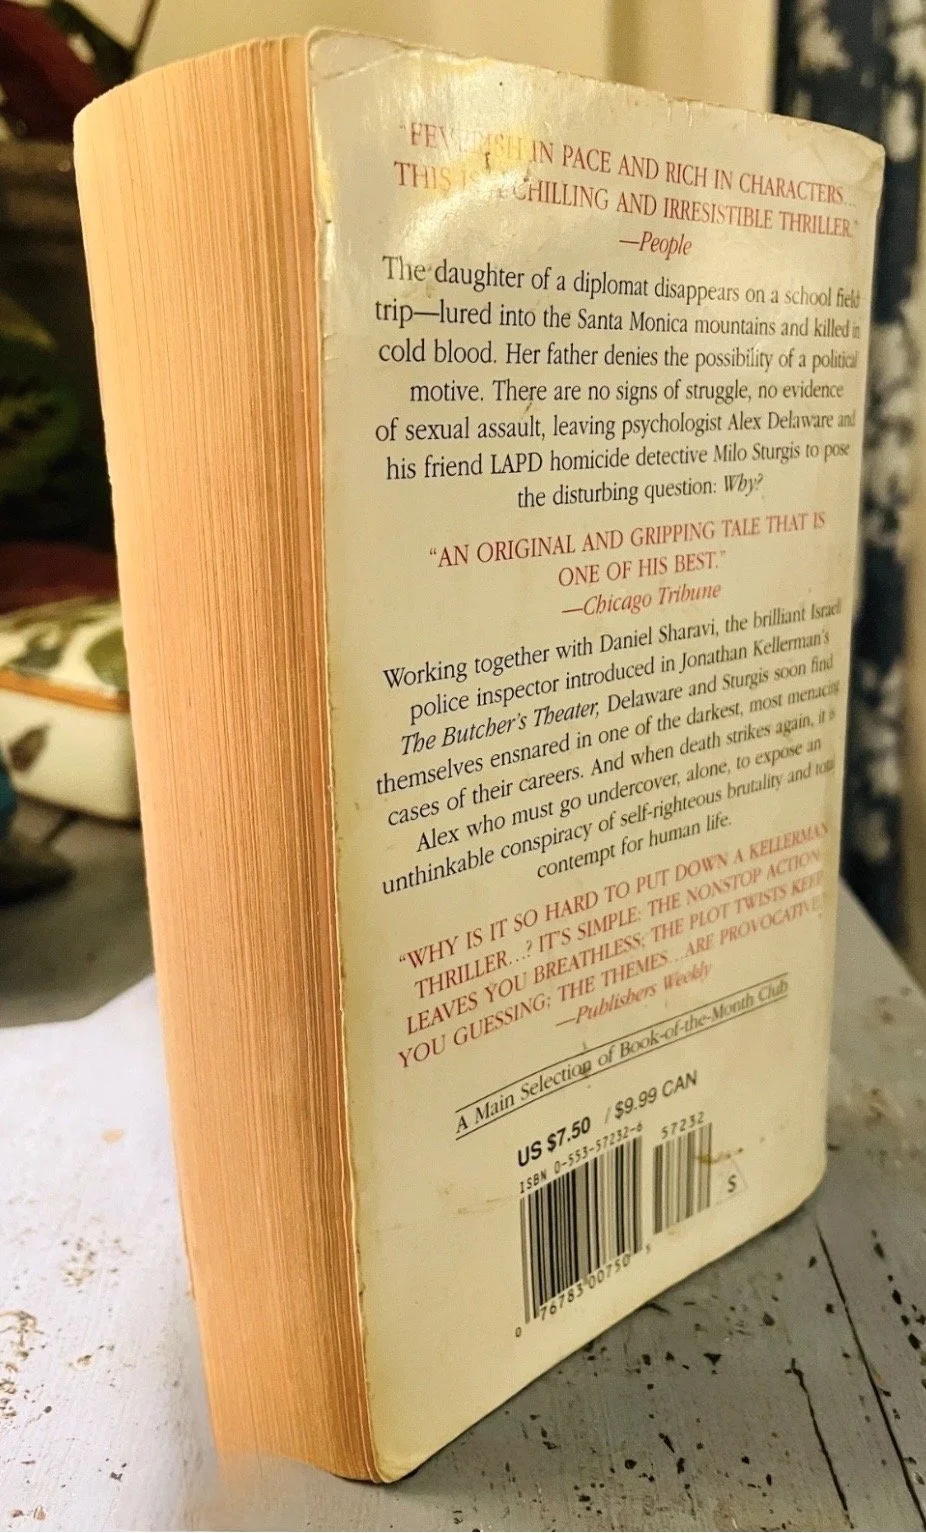 "FEVERISH IN PACE AND RICH IN CHARACTERS...
THIS IS A CHILLING AND IRRESISTIBLE THRILLER."
—People
The daughter of a diplomat disappears on a school field
trip—lured into the Santa Monica mountains and killed in
cold blood. Her father denies the possibility of a political
motive. There are no signs of struggle, no evidence
of sexual assault, leaving psychologist Alex Delaware and
his friend LAPD homicide detective Milo Sturgis to pose
the disturbing question: Why?
"AN ORIGINAL AND GRIPPING TALE THAT IS
ONE OF HIS BEST."
—Chicago Tribune
Working together with Daniel Sharavi, the brilliant Israeli
police inspector introduced in Jonathan Kellerman's
The Butcher's Theater, Delaware and Sturgis soon find
themselves ensnared in one of the darkest, most menacing
cases of their careers. And when death strikes again, it is
Alex who must go undercover, alone, to expose an
unthinkable conspiracy of self-righteous brutality and total
contempt for human life.
"WHY IS IT SO HARD TO PUT DOWN A KELLERMAN
THRILLER...? IT'S SIMPLE: THE NONSTOP ACTION
LEAVES YOU BREATHLESS; THE PLOT TWISTS KEEP
YOU GUESSING; THE THEMES...ARE PROVOCATIVE."
—Publishers Weekly
A Main Selection of Book-of-the-Month Club
US $7.50 / $9.99 CAN
ISBN 0-553-57232-6
57232
S
0 76783 00750 5